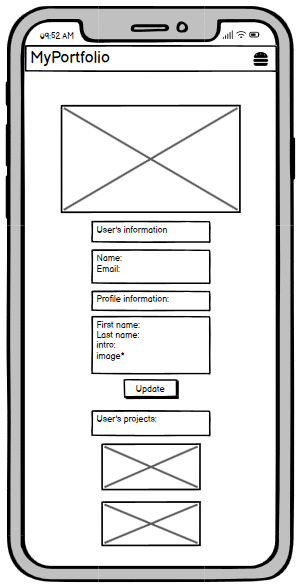 09:52 AM
MyPortfolio
User's information
Name:
Email:
Profile information:
First name:
Last name:
intro:
image*
Update
User's projects: